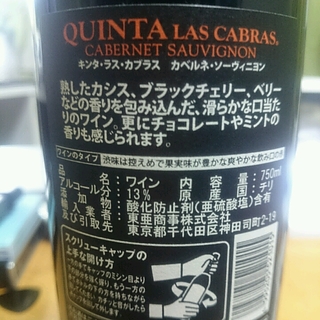 QUINTA LAS CABRAS.
CABERNET SAUVIGNON
キンタ・ラス・カブラス カベルネ・ソーヴィニヨン
熟したカシス、ブラックチェリー、ベリー
などの香りを包み込んだ、滑らかな口当た
りのワイン。更にチョコレートやミントの
香りも感じられます。
ワインのタイプ 渋味は控えめで果実味が豊かな爽やかな飲み口の
品名:ワイン 内容量:750ml
アルコール分:13% 原産国:チリ
添加物:酸化防止剤(亜硫酸塩)含有
輸入業者:東亜商事株式会社
及び引取先 東京都千代田区神田司町2-19
スクリューキャップの
上手な開け方